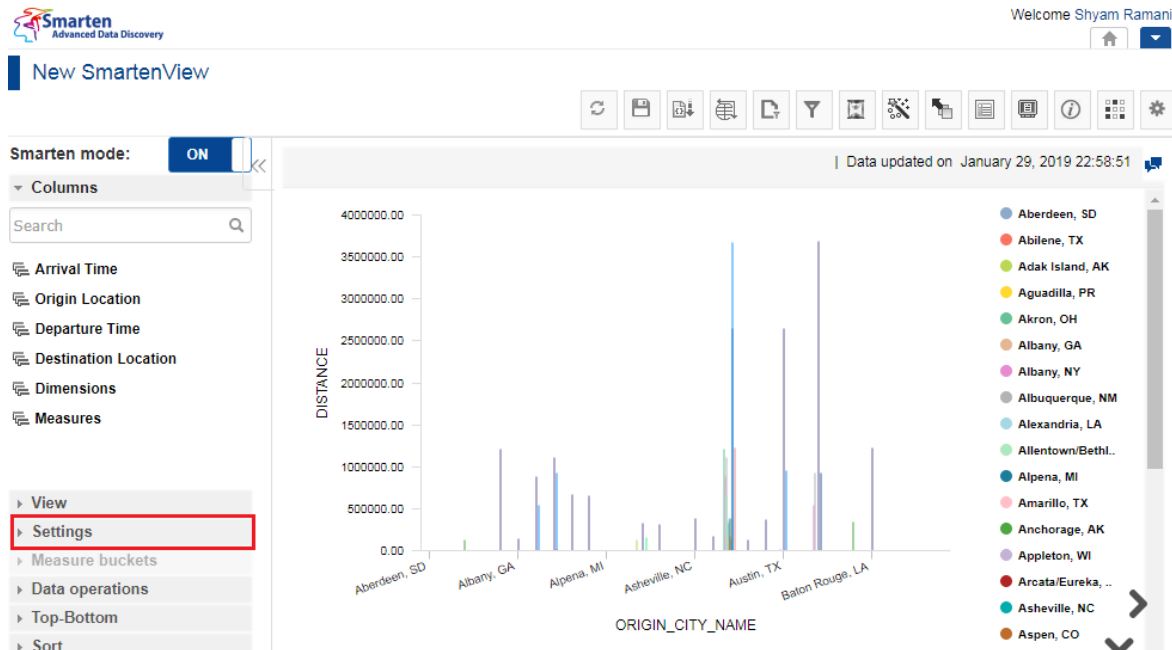 Smarten
Advanced Data Discovery
Welcome Shyam Ramani
New SmartenView
Smarten mode:
ON
| Data updated on January 29, 2019 22:58:51
Columns
Search
Arrival Time
Origin Location
Departure Time
Destination Location
Dimensions
Measures
View
Settings
Measure buckets
Data operations
Top-Bottom
Sort
DISTANCE
4000000.00
3500000.00
3000000.00
2500000.00
2000000.00
1500000.00
1000000.00
500000.00
0.00
Aberdeen, SD
Albany, GA
Alpena, MI
Asheville, NC
Austin, TX
Baton Rouge, LA
ORIGIN_CITY_NAME
Aberdeen, SD
Abilene, TX
Adak Island, AK
Aguadilla, PR
Akron, OH
Albany, GA
Albany, NY
Albuquerque, NM
Alexandria, LA
Allentown/Bethl..
Alpena, MI
Amarillo, TX
Anchorage, AK
Appleton, WI
Arcata/Eureka, ..
Asheville, NC
Aspen, CO